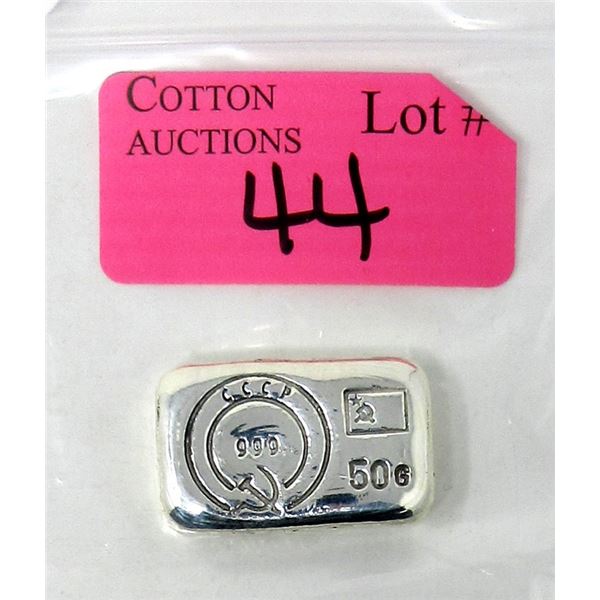 COTTON
AUCTIONS
Lot #
44
СССР
999
50G